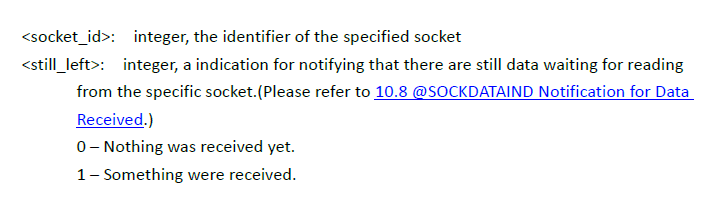 <socket_id>: integer, the identifier of the specified socket
<still_left>: integer, a indication for notifying that there are still data waiting for reading
from the specific socket.(Please refer to 10.8 @SOCKDATAIND Notification for Data
Received.)
0 – Nothing was received yet.
1 – Something were received.